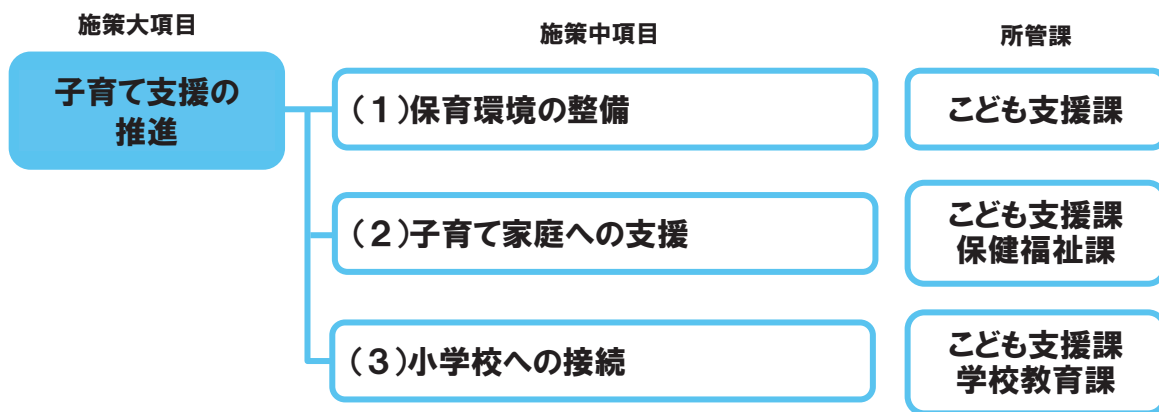 施策大項目
施策中項目
所管課
子育て支援の
推進
（１）保育環境の整備
こども支援課
（２）子育て家庭への支援
こども支援課
保健福祉課
（３）小学校への接続
こども支援課
学校教育課